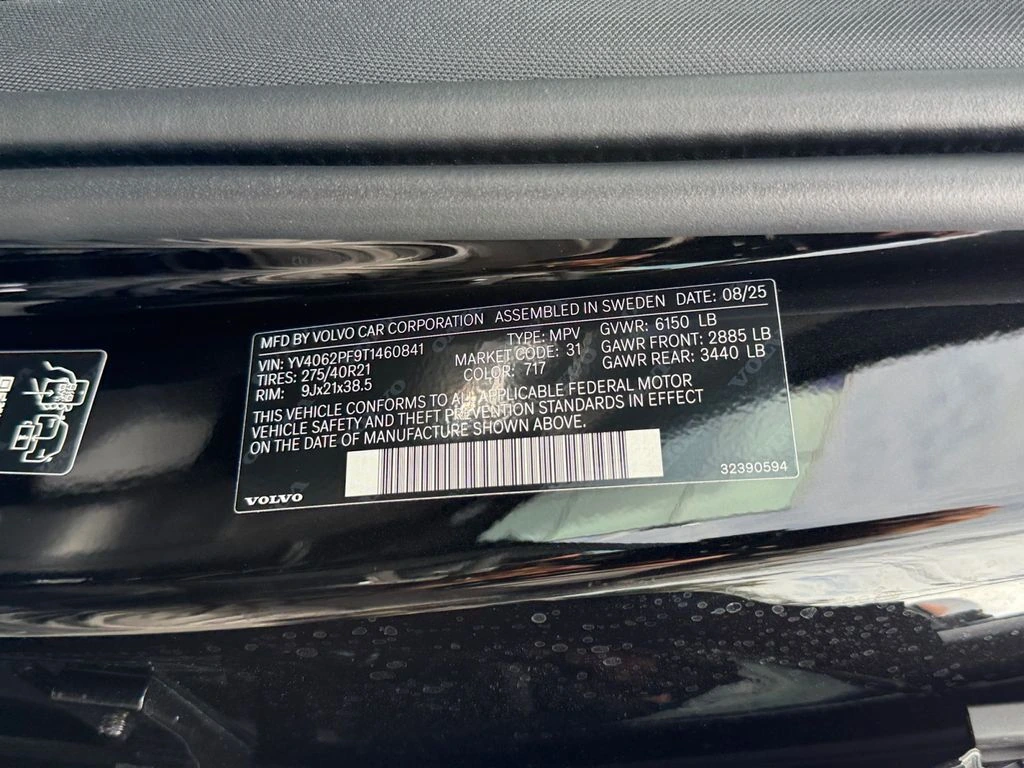 MFD BY VOLVO CAR CORPORATION ASSEMBLED IN SWEDEN DATE: 08/25
VIN: YV4062PF9T1460841 TYPE: MPV GVWR: 6150 LB
TIRES: 275/40R21 MARKET CODE: 31 GAWR FRONT: 2885 LB
RIM: 9Jx21x38.5 COLOR: 717 GAWR REAR: 3440 LB
THIS VEHICLE CONFORMS TO ALL APPLICABLE FEDERAL MOTOR
VEHICLE SAFETY AND THEFT PREVENTION STANDARDS IN EFFECT
ON THE DATE OF MANUFACTURE SHOWN ABOVE.
VOLVO
32390594